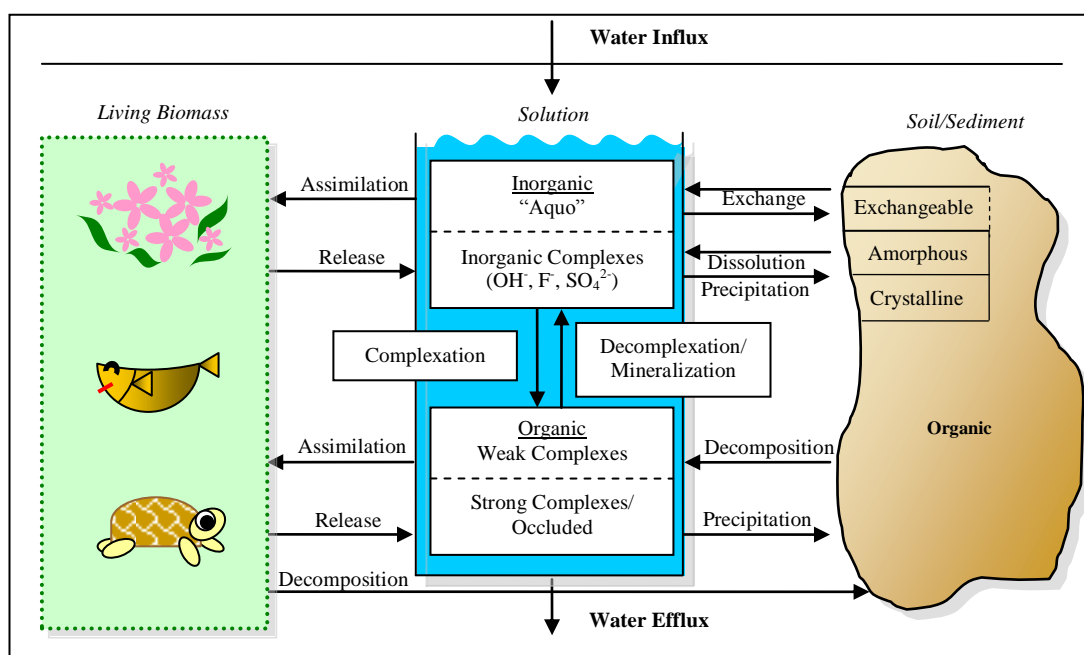 Water Influx
Living Biomass
Solution
Soil/Sediment
Assimilation
Release
Inorganic
“Aquo”
Inorganic Complexes
(OH⁻, F⁻, SO₄²⁻)
Exchange
Dissolution
Precipitation
Exchangeable
Amorphous
Crystalline
Complexation
Decomplexation/
Mineralization
Organic
Weak Complexes
Strong Complexes/
Occluded
Assimilation
Release
Decomposition
Precipitation
Organic
Decomposition
Water Efflux